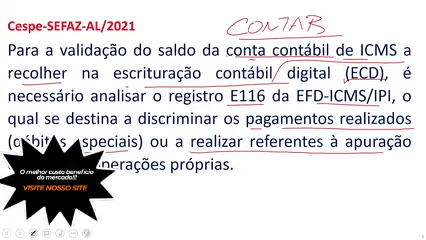 Cespe-SEFAZ-AL/2021
CONTAB
Para a validação do saldo da conta contábil de ICMS a
recolher na escrituração contábil digital (ECD), é
necessário analisar o registro E116 da EFD-ICMS/IPI, o
qual se destina a discriminar os pagamentos realizados
ou a realizar referentes à apuração
operações próprias.
O melhor custo benefício
do mercado!!!
VISITE NOSSO SITE